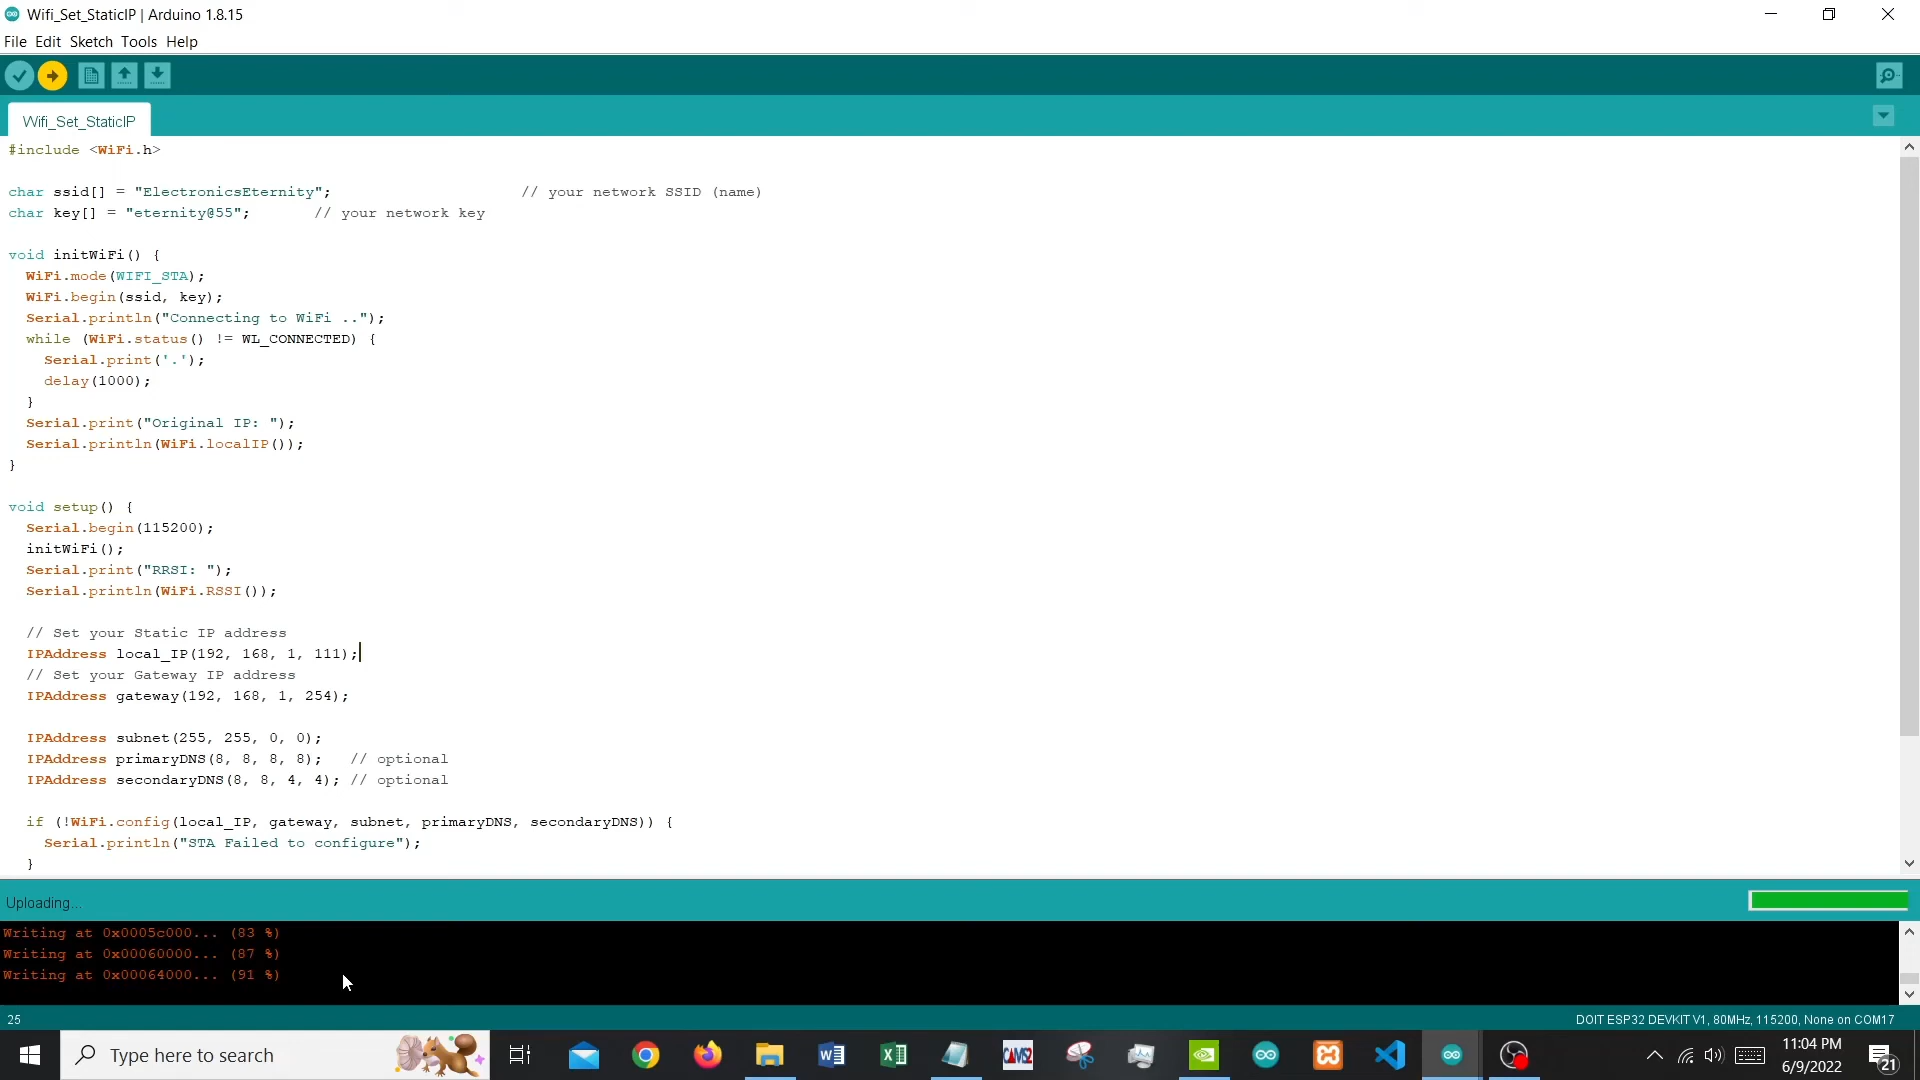 Wifi_Set_StaticIP | Arduino 1.8.15
File Edit Sketch Tools Help
Wifi_Set_StaticIP
#include <WiFi.h>
char ssid[] = "ElectronicsEternity"; // your network SSID (name)
char key[] = "eternity@55"; // your network key
void initWiFi() {
WiFi.mode(WIFI_STA);
WiFi.begin(ssid, key);
Serial.println("Connecting to WiFi ..");
while (WiFi.status() != WL_CONNECTED) {
Serial.print('.');
delay(1000);
}
Serial.print("Original IP: ");
Serial.println(WiFi.localIP());
}
void setup() {
Serial.begin(115200);
initWiFi();
Serial.print("RRSI: ");
Serial.println(WiFi.RSSI());
// Set your Static IP address
IPAddress local_IP(192, 168, 1, 111);
// Set your Gateway IP address
IPAddress gateway(192, 168, 1, 254);
IPAddress subnet(255, 255, 0, 0);
IPAddress primaryDNS(8, 8, 8, 8); // optional
IPAddress secondaryDNS(8, 8, 4, 4); // optional
if (!WiFi.config(local_IP, gateway, subnet, primaryDNS, secondaryDNS)) {
Serial.println("STA Failed to configure");
}
Uploading...
Writing at 0x0005c000... (83 %)
Writing at 0x00060000... (87 %)
Writing at 0x00064000... (91 %)
25
DOIT ESP32 DEVKIT V1, 80MHz, 115200, None on COM17
Type here to search
CAMS2
11:04 PM
6/9/2022
21